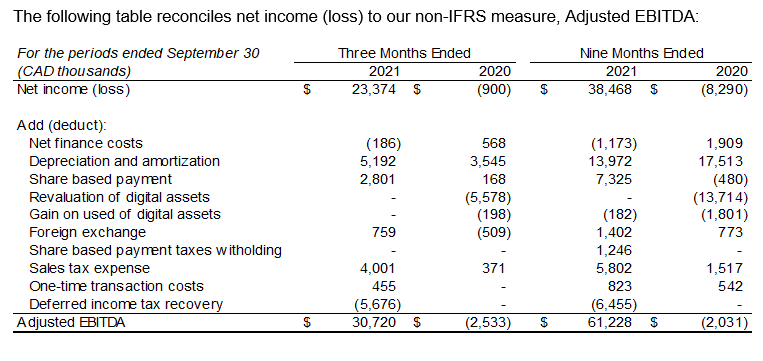 The following table reconciles net income (loss) to our non-IFRS measure, Adjusted EBITDA:
For the periods ended September 30 Three Months Ended Nine Months Ended
(CAD thousands) 2021 2020 2021 2020
Net income (loss) $ 23,374 $ (900) $ 38,468 $ (8,290)
Add (deduct):
Net finance costs (186) 568 (1,173) 1,909
Depreciation and amortization 5,192 3,545 13,972 17,513
Share based payment 2,801 168 7,325 (480)
Revaluation of digital assets - (5,578) - (13,714)
Gain on used of digital assets - (198) (182) (1,801)
Foreign exchange 759 (509) 1,402 773
Share based payment taxes witholding - - 1,246 -
Sales tax expense 4,001 371 5,802 1,517
One-time transaction costs 455 - 823 542
Deferred income tax recovery (5,676) - (6,455) -
Adjusted EBITDA $ 30,720 $ (2,533) $ 61,228 $ (2,031)